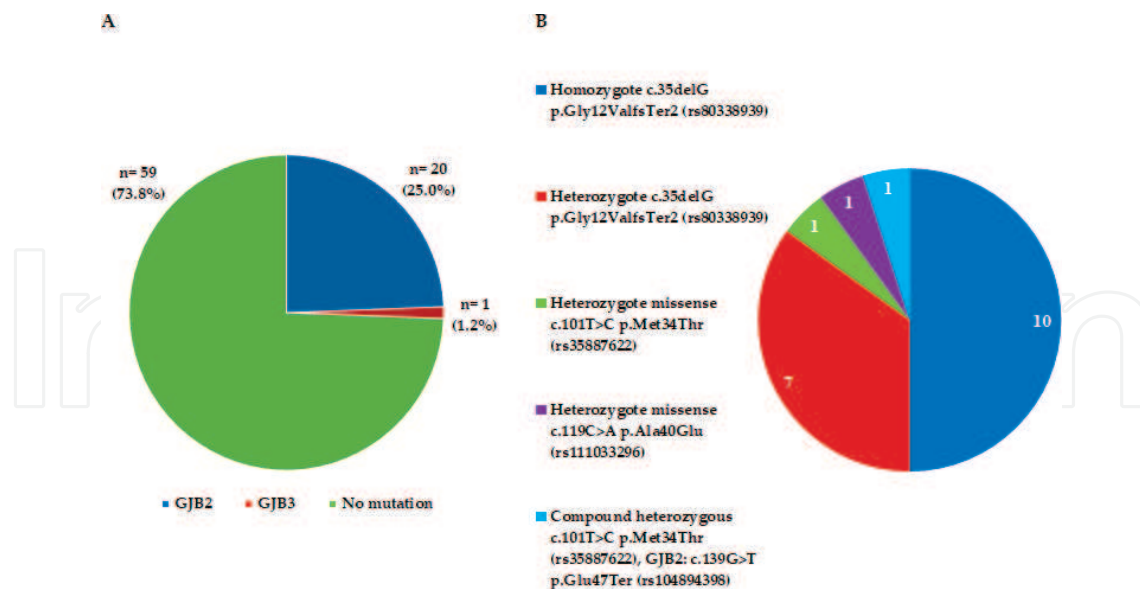 A
n= 59
(73.8%)
n= 20
(25.0%)
n= 1
(1.2%)
GJB2 GJB3 No mutation
B
Homozygote c.35delG
p.Gly12ValfsTer2 (rs80338939)
Heterozygote c.35delG
p.Gly12ValfsTer2 (rs80338939)
Heterozygote missense
c.101T>C p.Met34Thr
(rs35887622)
Heterozygote missense
c.119C>A p.Ala40Glu
(rs111033296)
Compound heterozygous
c.101T>C p.Met34Thr
(rs35887622), GJB2: c.139G>T
p.Glu47Ter (rs104894398)
1
1
1
10
7